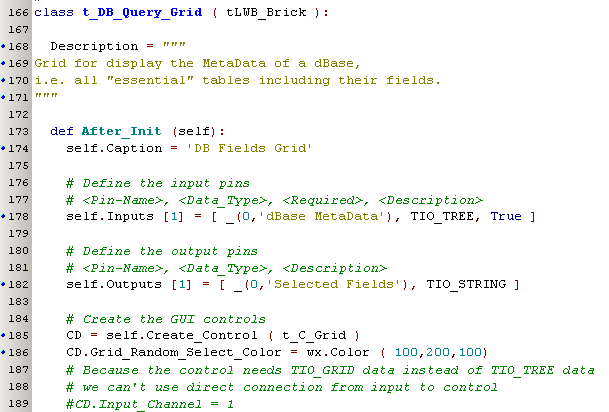 166 class t_DB_Query_Grid ( tLWB_Brick ):
167
168   Description = """
169 Grid for display the MetaData of a dBase,
170 i.e. all "essential" tables including their fields.
171 """
172
173   def After_Init (self):
174     self.Caption = 'DB Fields Grid'
175
176     # Define the input pins
177     # <Pin-Name>, <Data_Type>, <Required>, <Description>
178     self.Inputs [1] = [ _(0,'dBase MetaData'), TIO_TREE, True ]
179
180     # Define the output pins
181     # <Pin-Name>, <Data_Type>, <Description>
182     self.Outputs [1] = [ _(0,'Selected Fields'), TIO_STRING ]
183
184     # Create the GUI controls
185     CD = self.Create_Control ( t_C_Grid )
186     CD.Grid_Random_Select_Color = wx.Color ( 100,200,100)
187     # Because the control needs TIO_GRID data instead of TIO_TREE data
188     # we can't use direct connection from input to control
189     #CD.Input_Channel = 1